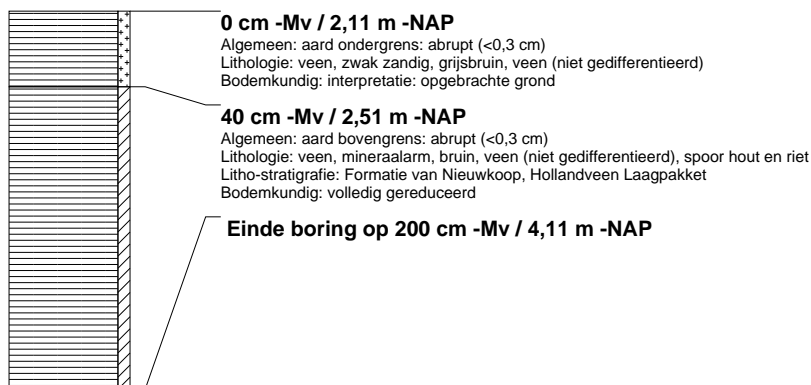 0 cm -Mv / 2,11 m -NAP
Algemeen: aard ondergrens: abrupt (<0,3 cm)
Lithologie: veen, zwak zandig, grijsbruin, veen (niet gedifferentieerd)
Bodemkundig: interpretatie: opgebrachte grond
40 cm -Mv / 2,51 m -NAP
Algemeen: aard bovengrens: abrupt (<0,3 cm)
Lithologie: veen, mineraalarm, bruin, veen (niet gedifferentieerd), spoor hout en riet
Litho-stratigrafie: Formatie van Nieuwkoop, Hollandveen Laagpakket
Bodemkundig: volledig gereduceerd
Einde boring op 200 cm -Mv / 4,11 m -NAP